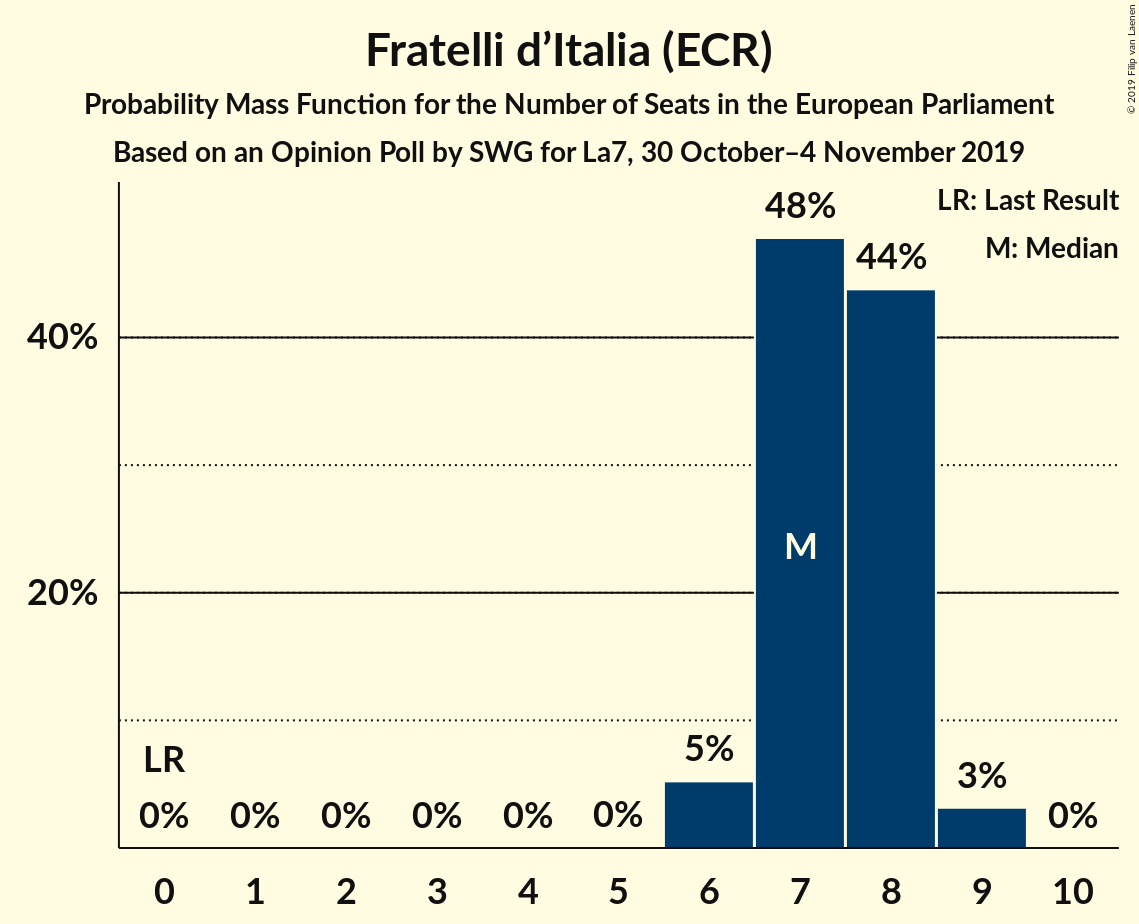 Fratelli d’Italia (ECR)
Probability Mass Function for the Number of Seats in the European Parliament
Based on an Opinion Poll by SWG for La7, 30 October–4 November 2019
© 2019 Filip van Laenen
LR: Last Result
M: Median
48%
44%
40%
M
20%
LR
5%
3%
0% 0% 0% 0% 0% 0% 0%
0 1 2 3 4 5 6 7 8 9 10